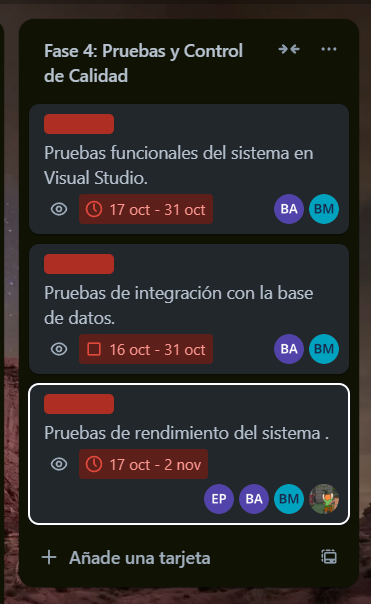 Fase 4: Pruebas y Control
de Calidad
Pruebas funcionales del sistema en
Visual Studio.
17 oct - 31 oct
BA BM
Pruebas de integración con la base
de datos.
16 oct - 31 oct
BA BM
Pruebas de rendimiento del sistema .
17 oct - 2 nov
EP BA BM
Añade una tarjeta